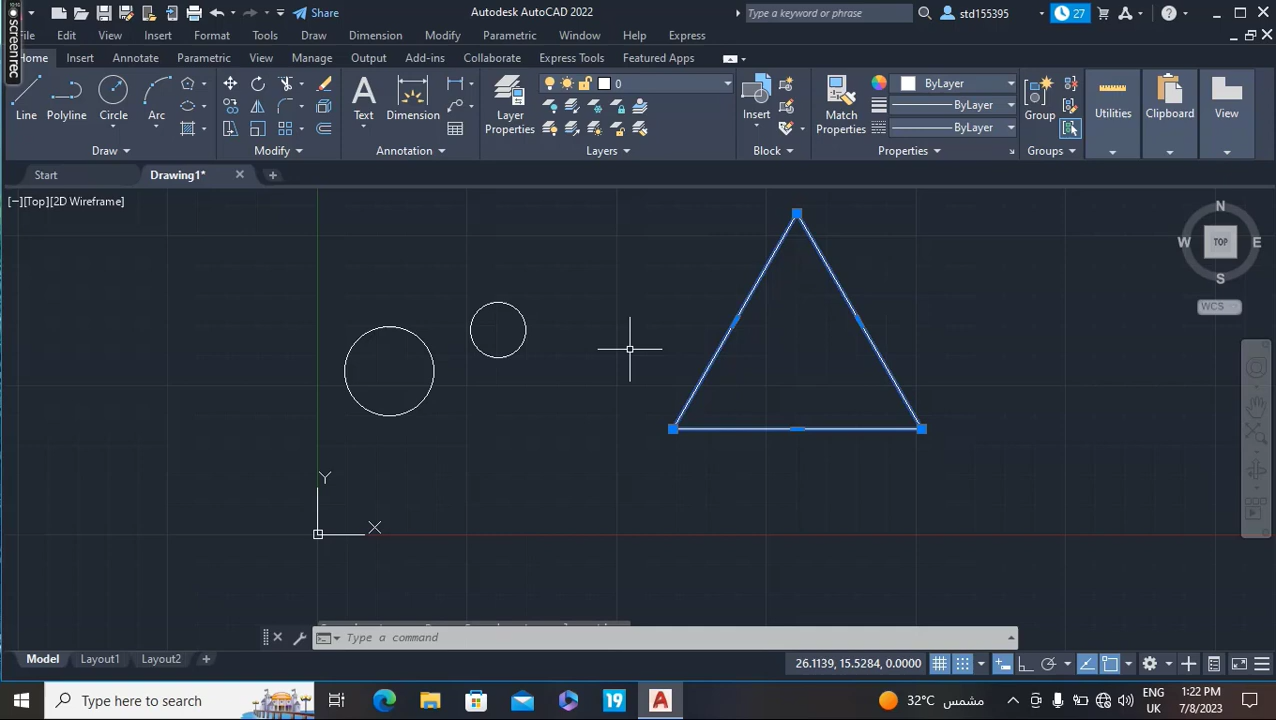 Share
Autodesk AutoCAD 2022
Type a keyword or phrase
std155395
27
screenrec
Edit
View
Insert
Format
Tools
Draw
Dimension
Modify
Parametric
Window
Help
Express
Insert
Annotate
Parametric
View
Manage
Output
Add-ins
Collaborate
Express Tools
Featured Apps
Line
Polyline
Circle
Arc
Draw
Modify
A
Text
Dimension
Annotation
Layer
Properties
0
Layers
Insert
Block
Match
Properties
ByLayer
ByLayer
ByLayer
Properties
Group
Groups
Utilities
Clipboard
View
Start
Drawing1*
[−][Top][2D Wireframe]
N
W
TOP
E
S
WCS
Y
X
Type a command
Model
Layout1
Layout2
26.1139, 15.5284, 0.0000
Type here to search
19
A
32°C
مشمس
ENG
EG
1:22 PM
7/8/2023